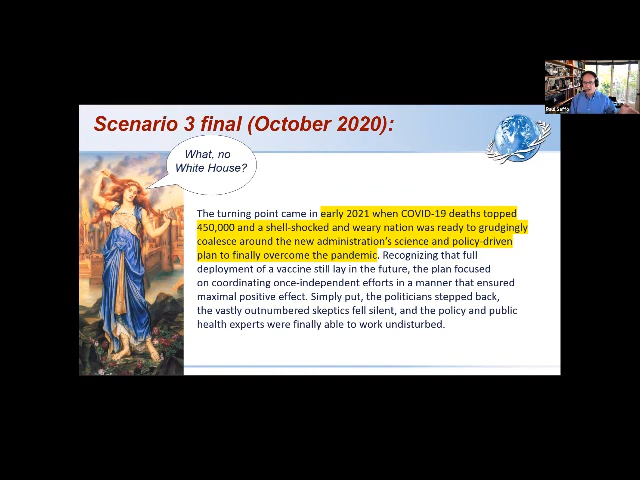 Scenario 3 final (October 2020):
What, no
White House?
The turning point came in early 2021 when COVID-19 deaths topped
450,000 and a shell-shocked and weary nation was ready to grudgingly
coalesce around the new administration's science and policy-driven
plan to finally overcome the pandemic. Recognizing that full
deployment of a vaccine still lay in the future, the plan focused
on coordinating once-independent efforts in a manner that ensured
maximal positive effect. Simply put, the politicians stepped back,
the vastly outnumbered skeptics fell silent, and the policy and public
health experts were finally able to work undisturbed.
Paul Saffo